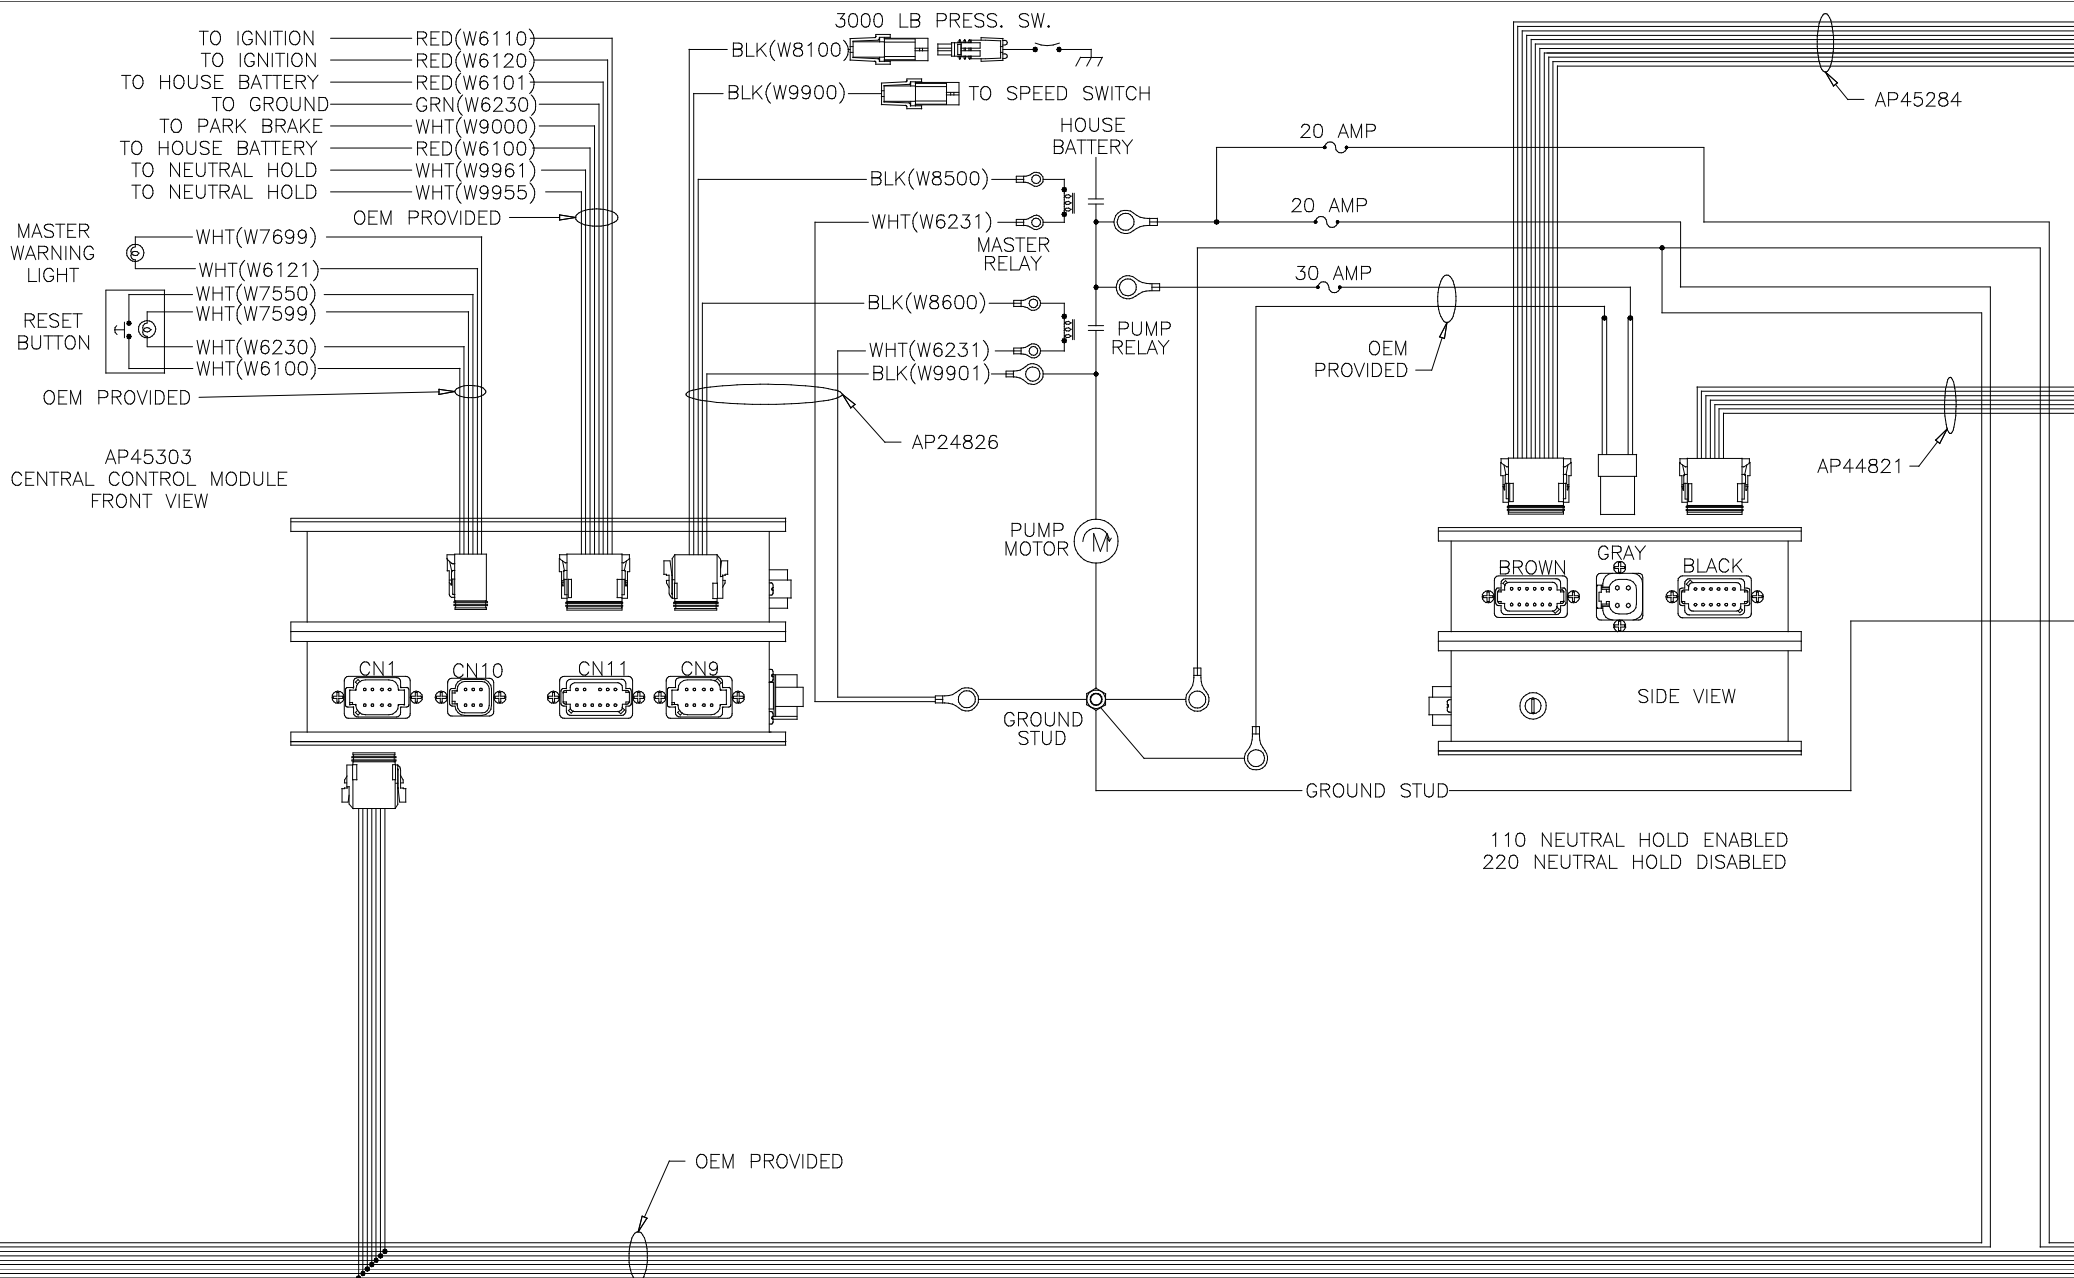 3000 LB PRESS. SW.
TO IGNITION RED(W6110)
TO IGNITION RED(W6120)
TO HOUSE BATTERY RED(W6101)
TO GROUND GRN(W6230)
TO PARK BRAKE WHT(W9000)
TO HOUSE BATTERY RED(W6100)
TO NEUTRAL HOLD WHT(W9961)
TO NEUTRAL HOLD WHT(W9955)
OEM PROVIDED
BLK(W8100)
BLK(W9900) TO SPEED SWITCH
MASTER
WARNING
LIGHT
WHT(W7699)
WHT(W6121)
RESET
BUTTON
WHT(W7550)
WHT(W7599)
WHT(W6230)
WHT(W6100)
OEM PROVIDED
AP45303
CENTRAL CONTROL MODULE
FRONT VIEW
HOUSE
BATTERY
BLK(W8500)
WHT(W6231)
MASTER
RELAY
BLK(W8600)
PUMP
RELAY
WHT(W6231)
BLK(W9901)
AP24826
20 AMP
20 AMP
30 AMP
OEM
PROVIDED
AP45284
AP44821
PUMP
MOTOR
M
GROUND
STUD
GROUND STUD
CN1
CN10
CN11
CN9
BROWN
GRAY
BLACK
SIDE VIEW
110 NEUTRAL HOLD ENABLED
220 NEUTRAL HOLD DISABLED
OEM PROVIDED